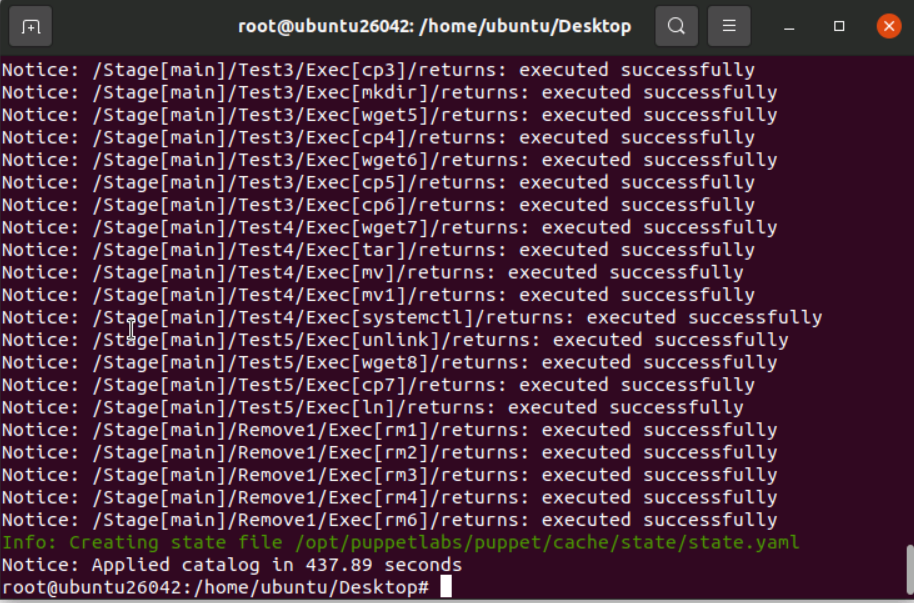 root@ubuntu26042: /home/ubuntu/Desktop
Notice: /Stage[main]/Test3/Exec[cp3]/returns: executed successfully
Notice: /Stage[main]/Test3/Exec[mkdir]/returns: executed successfully
Notice: /Stage[main]/Test3/Exec[wget5]/returns: executed successfully
Notice: /Stage[main]/Test3/Exec[cp4]/returns: executed successfully
Notice: /Stage[main]/Test3/Exec[wget6]/returns: executed successfully
Notice: /Stage[main]/Test3/Exec[cp5]/returns: executed successfully
Notice: /Stage[main]/Test3/Exec[cp6]/returns: executed successfully
Notice: /Stage[main]/Test4/Exec[wget7]/returns: executed successfully
Notice: /Stage[main]/Test4/Exec[tar]/returns: executed successfully
Notice: /Stage[main]/Test4/Exec[mv]/returns: executed successfully
Notice: /Stage[main]/Test4/Exec[mv1]/returns: executed successfully
Notice: /Stage[main]/Test4/Exec[systemctl]/returns: executed successfully
Notice: /Stage[main]/Test5/Exec[unlink]/returns: executed successfully
Notice: /Stage[main]/Test5/Exec[wget8]/returns: executed successfully
Notice: /Stage[main]/Test5/Exec[cp7]/returns: executed successfully
Notice: /Stage[main]/Test5/Exec[ln]/returns: executed successfully
Notice: /Stage[main]/Remove1/Exec[rm1]/returns: executed successfully
Notice: /Stage[main]/Remove1/Exec[rm2]/returns: executed successfully
Notice: /Stage[main]/Remove1/Exec[rm3]/returns: executed successfully
Notice: /Stage[main]/Remove1/Exec[rm4]/returns: executed successfully
Notice: /Stage[main]/Remove1/Exec[rm6]/returns: executed successfully
Info: Creating state file /opt/puppetlabs/puppet/cache/state/state.yaml
Notice: Applied catalog in 437.89 seconds
root@ubuntu26042:/home/ubuntu/Desktop#